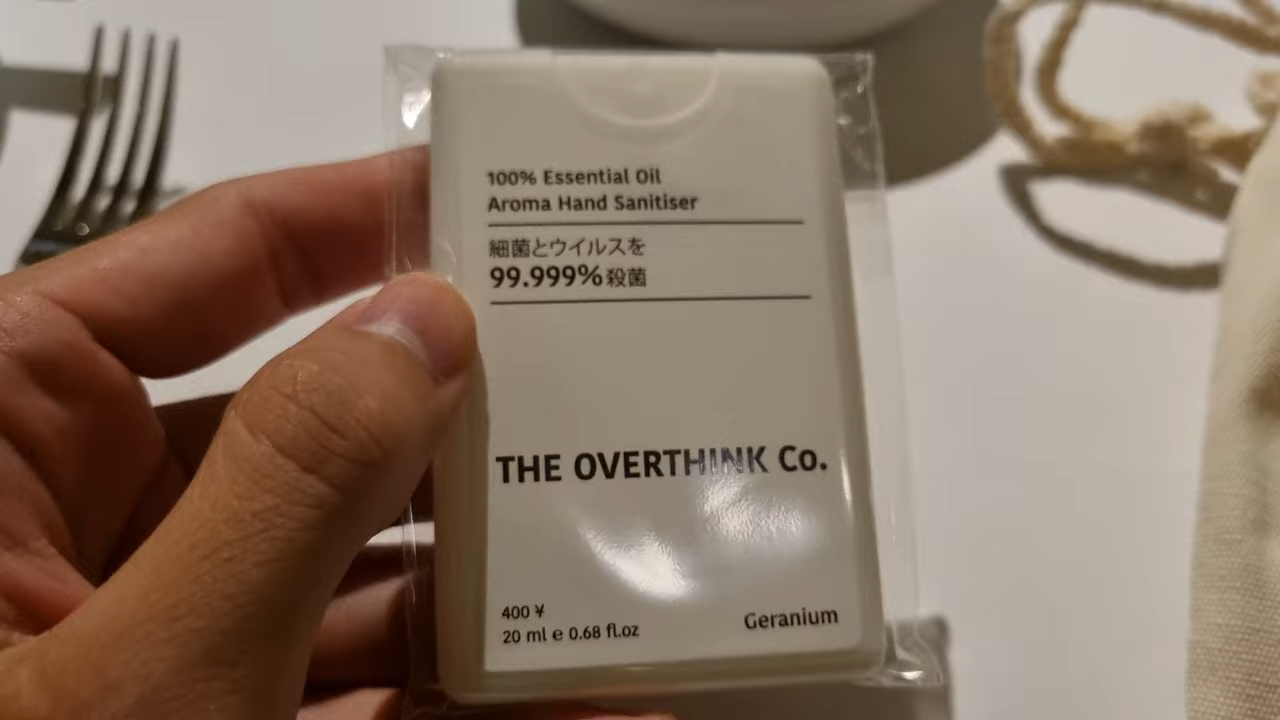 100% Essential Oil
Aroma Hand Sanitiser
細菌とウイルスを
99.999%殺菌
THE OVERTHINK Co.
400 ¥
20 ml e 0.68 fl.oz
Geranium